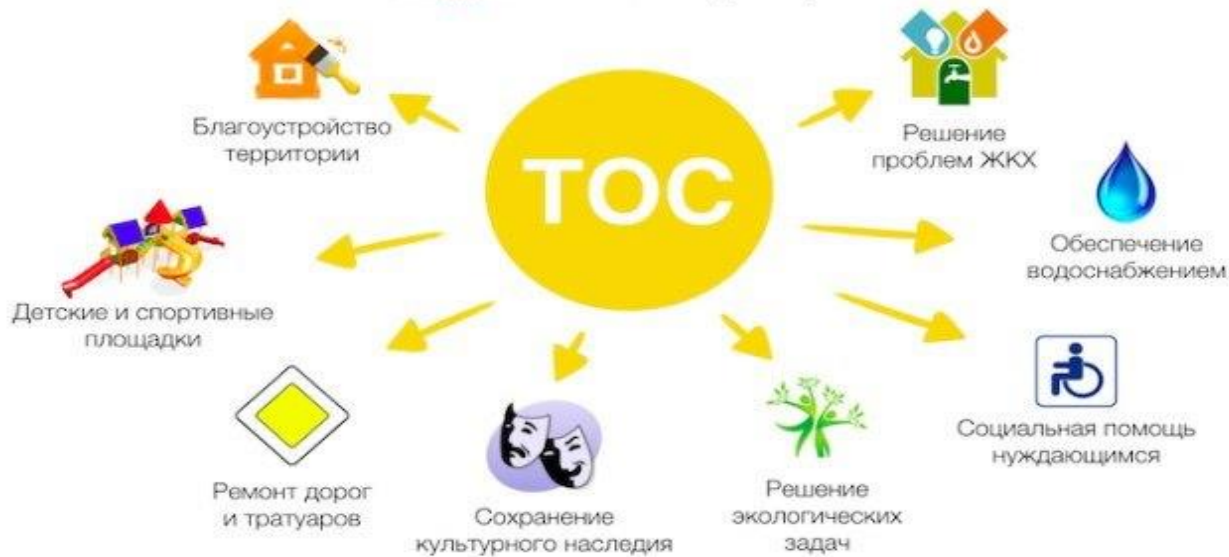 ТОС
Благоустройство
территории
Решение
проблем ЖКХ
Обеспечение
водоснабжением
Детские и спортивные
площадки
Социальная помощь
нуждающимся
Ремонт дорог
и тратуаров
Сохранение
культурного наследия
Решение
экологических
задач